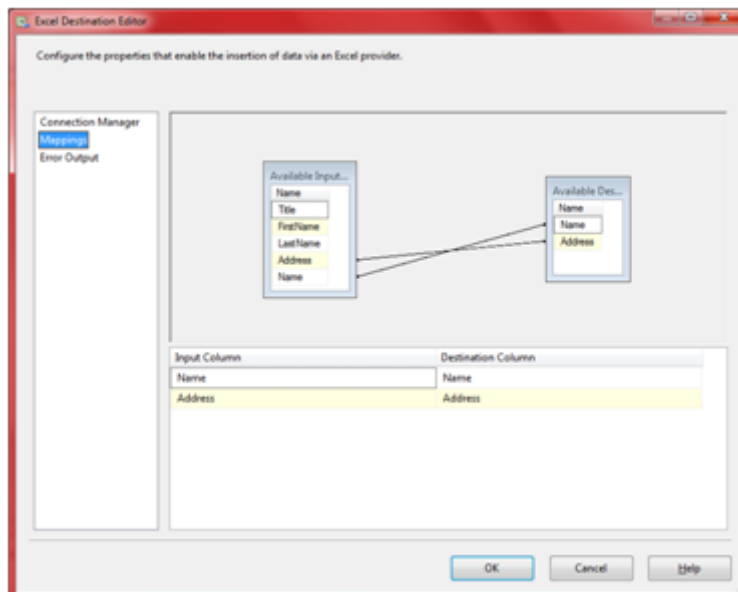 Excel Destination Editor
Configure the properties that enable the insertion of data via an Excel provider.
Connection Manager
Mappings
Error Output
Available Input...
Name
Title
FirstName
LastName
Address
Name
Available Des...
Name
Name
Address
Input Column Destination Column
Name Name
Address Address
OK Cancel Help